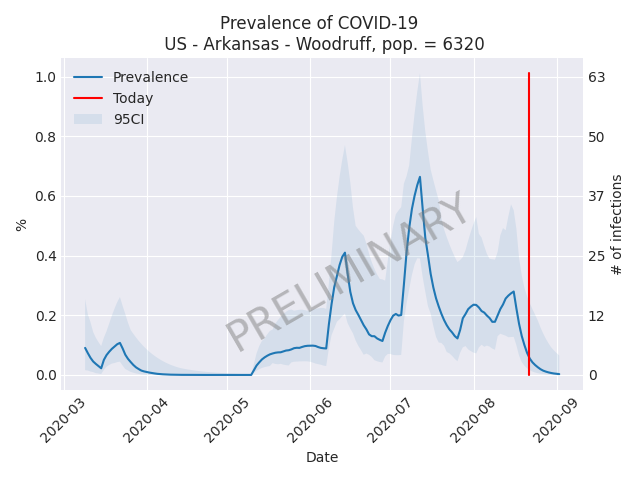 Prevalence of COVID-19
US - Arkansas - Woodruff, pop. = 6320
Prevalence
Today
95CI
PRELIMINARY
%
1.0
0.8
0.6
0.4
0.2
0.0
63
50
37
25
12
0
# of infections
2020-03
2020-04
2020-05
2020-06
2020-07
2020-08
2020-09
Date